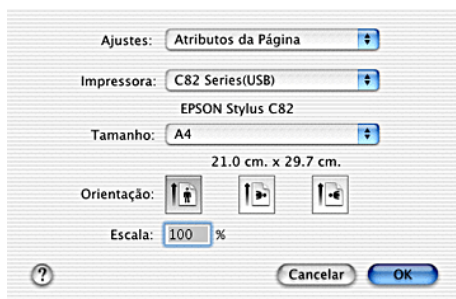 Ajustes: Atributos da Página
Impressora: C82 Series(USB)
EPSON Stylus C82
Tamanho: A4
21.0 cm. x 29.7 cm.
Orientação:
Escala: 100 %
? Cancelar OK